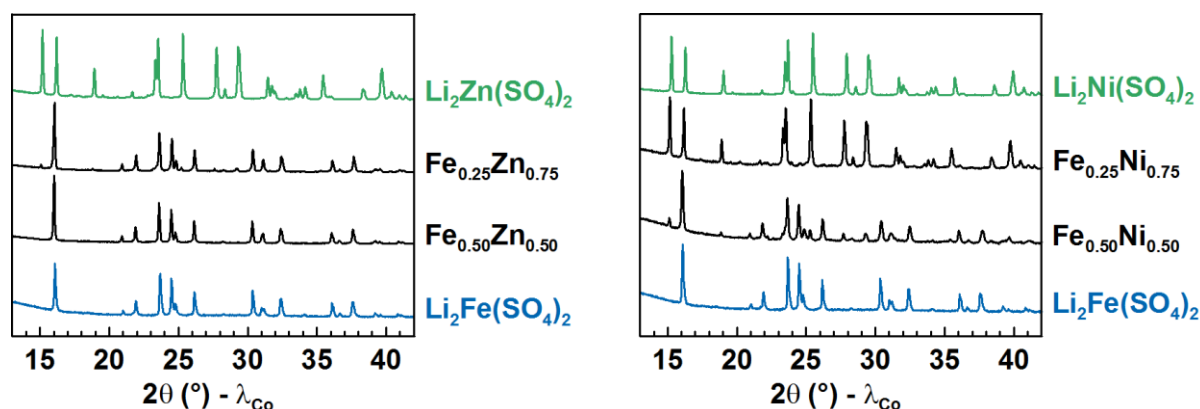 Li₂Zn(SO₄)₂
Fe₀.₂₅Zn₀.₇₅
Fe₀.₅₀Zn₀.₅₀
Li₂Fe(SO₄)₂
15 20 25 30 35 40
2θ (°) - λCo
Li₂Ni(SO₄)₂
Fe₀.₂₅Ni₀.₇₅
Fe₀.₅₀Ni₀.₅₀
Li₂Fe(SO₄)₂
15 20 25 30 35 40
2θ (°) - λCo